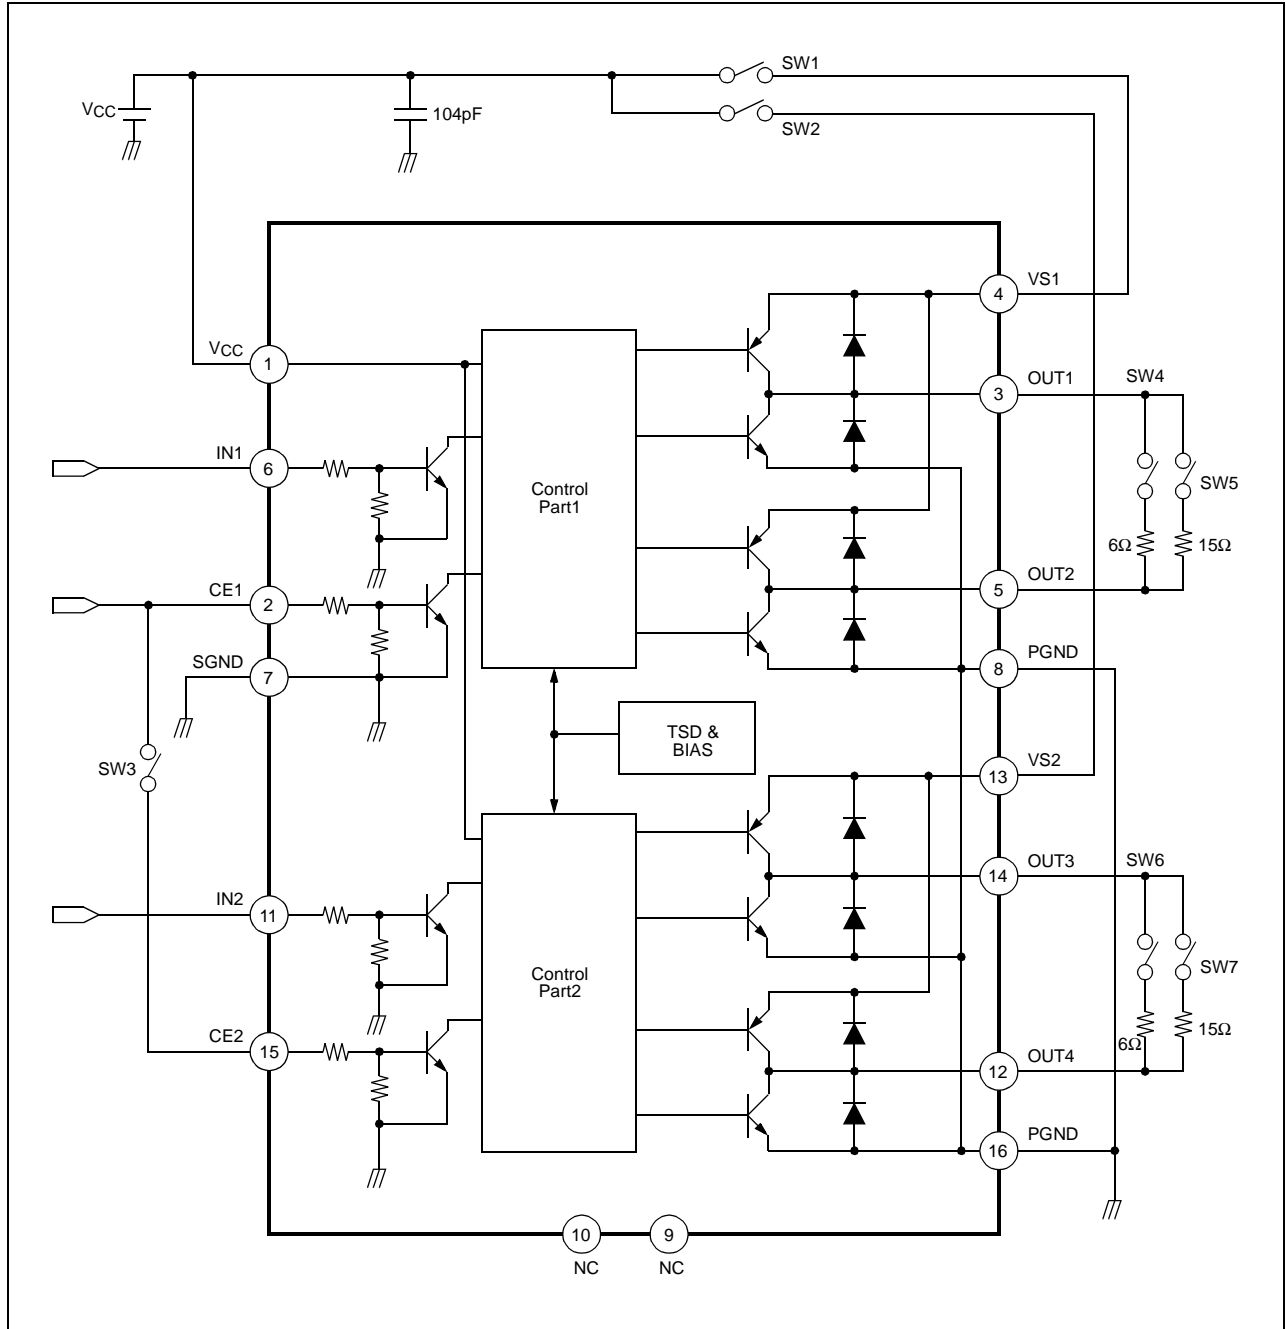 SW1
VCC
104pF
SW2
VS1
4
VCC
1
OUT1
SW4
3
IN1
6
SW5
Control
Part1
6Ω
15Ω
CE1
OUT2
2
5
SGND
PGND
7
8
TSD &
BIAS
SW3
VS2
13
OUT3
SW6
14
IN2
11
SW7
Control
Part2
CE2
15Ω
6Ω
15
OUT4
12
PGND
16
10
9
NC
NC